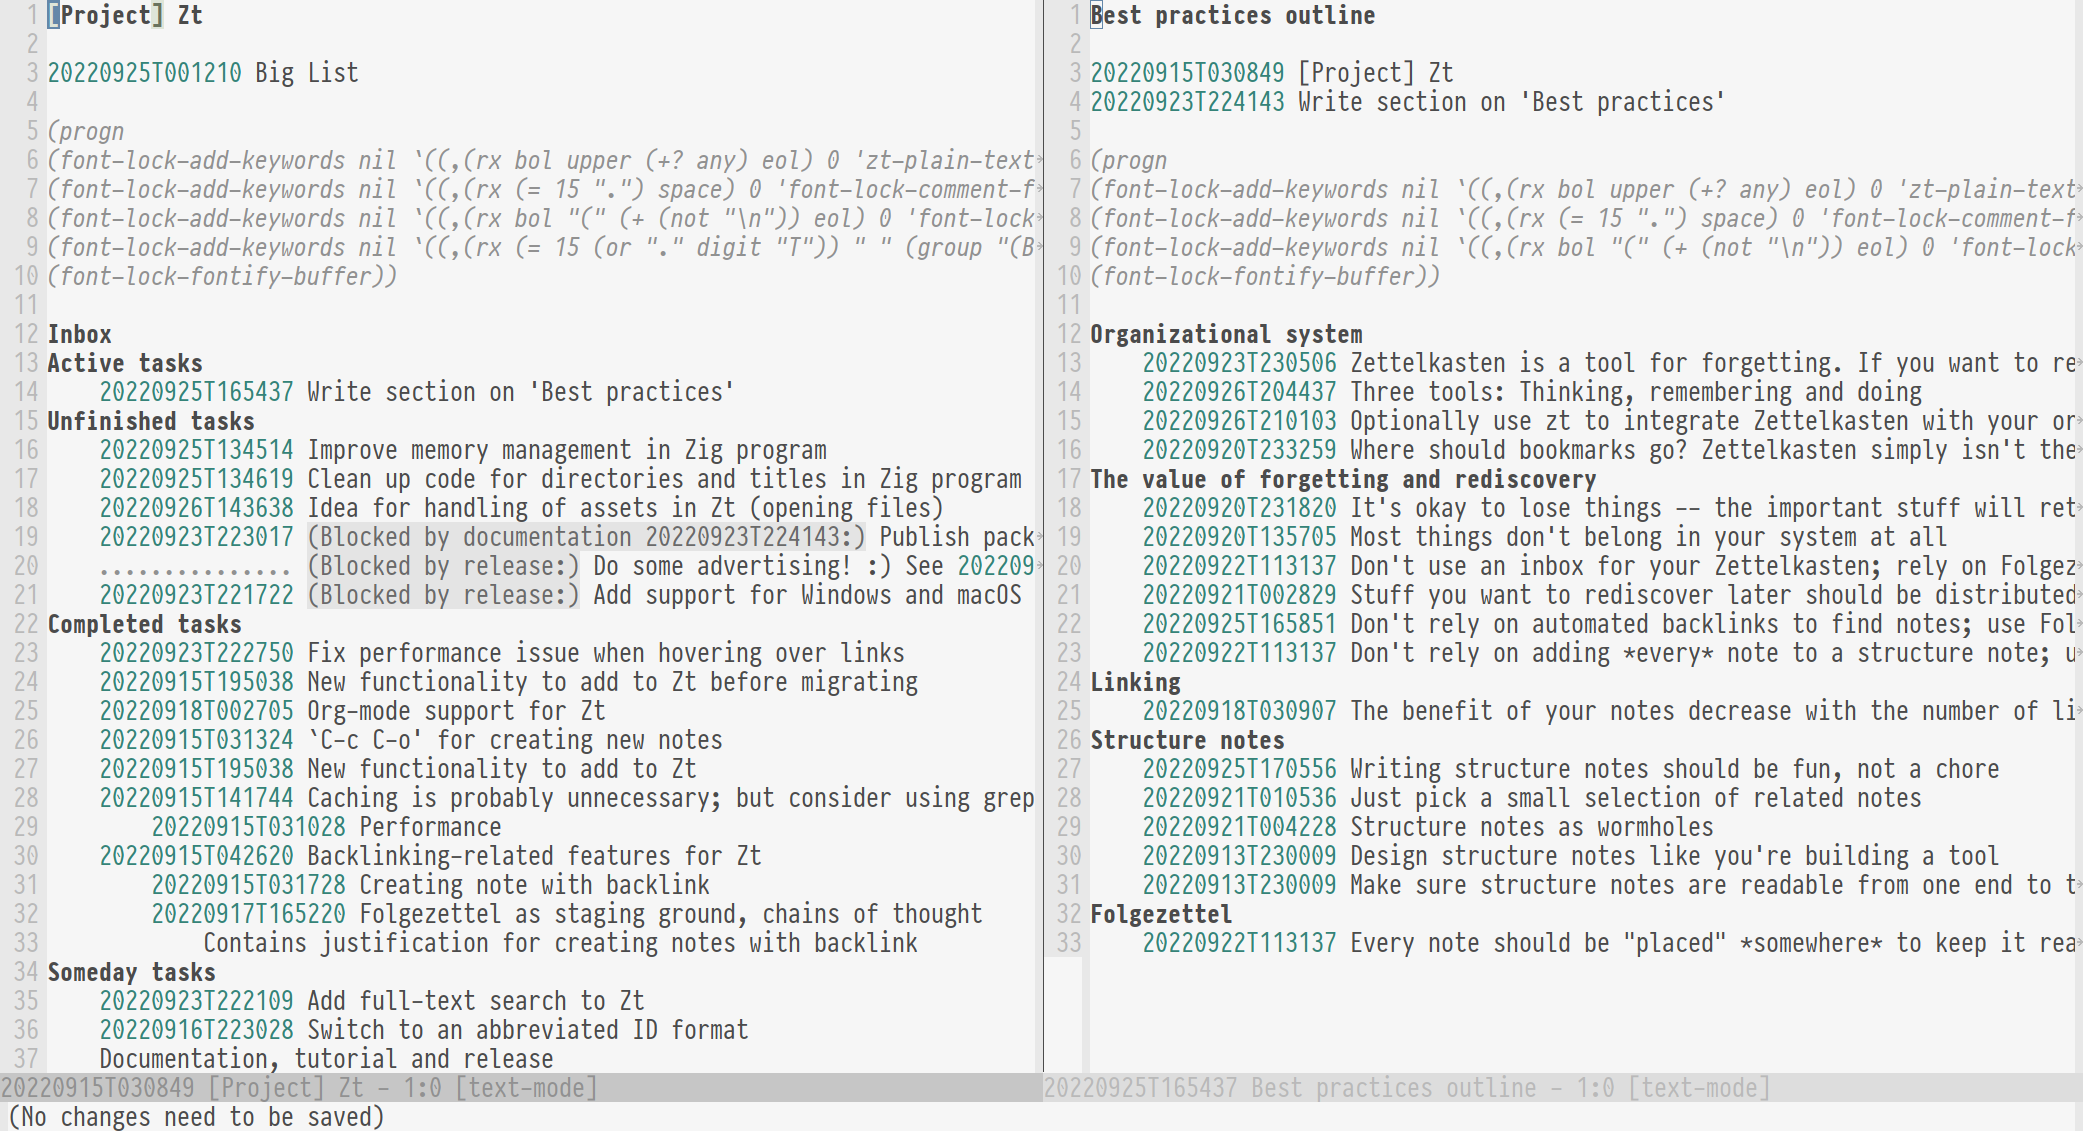 1 [Project] Zt
2
3 20220925T001210 Big List
4
5 (progn
6 (font-lock-add-keywords nil `((,(rx bol upper (+? any) eol) 0 'zt-plain-text
7 (font-lock-add-keywords nil `((,(rx (= 15 ".") space) 0 'font-lock-comment-f
8 (font-lock-add-keywords nil `((,(rx bol "(" (+ (not "\n")) eol) 0 'font-lock
9 (font-lock-add-keywords nil `((,(rx (= 15 (or "." digit "T")) " " (group "(B
10 (font-lock-fontify-buffer))
11
12 Inbox
13 Active tasks
14 20220925T165437 Write section on 'Best practices'
15 Unfinished tasks
16 20220925T134514 Improve memory management in Zig program
17 20220925T134619 Clean up code for directories and titles in Zig program
18 20220926T143638 Idea for handling of assets in Zt (opening files)
19 20220923T223017 (Blocked by documentation 20220923T224143:) Publish pack
20 ............... (Blocked by release:) Do some advertising! :) See 202209
21 20220923T221722 (Blocked by release:) Add support for Windows and macOS
22 Completed tasks
23 20220923T222750 Fix performance issue when hovering over links
24 20220915T195038 New functionality to add to Zt before migrating
25 20220918T002705 Org-mode support for Zt
26 20220915T031324 `C-c C-o' for creating new notes
27 20220915T195038 New functionality to add to Zt
28 20220915T141744 Caching is probably unnecessary; but consider using grep
29 20220915T031028 Performance
30 20220915T042620 Backlinking-related features for Zt
31 20220915T031728 Creating note with backlink
32 20220917T165220 Folgezettel as staging ground, chains of thought
33 Contains justification for creating notes with backlink
34 Someday tasks
35 20220923T222109 Add full-text search to Zt
36 20220916T223028 Switch to an abbreviated ID format
37 Documentation, tutorial and release
20220915T030849 [Project] Zt - 1:0 [text-mode]
1 Best practices outline
2
3 20220915T030849 [Project] Zt
4 20220923T224143 Write section on 'Best practices'
5
6 (progn
7 (font-lock-add-keywords nil `((,(rx bol upper (+? any) eol) 0 'zt-plain-text
8 (font-lock-add-keywords nil `((,(rx (= 15 ".") space) 0 'font-lock-comment-f
9 (font-lock-add-keywords nil `((,(rx bol "(" (+ (not "\n")) eol) 0 'font-lock
10 (font-lock-fontify-buffer))
11
12 Organizational system
13 20220923T230506 Zettelkasten is a tool for forgetting. If you want to re
14 20220926T204437 Three tools: Thinking, remembering and doing
15 20220926T210103 Optionally use zt to integrate Zettelkasten with your or
16 20220920T233259 Where should bookmarks go? Zettelkasten simply isn't the
17 The value of forgetting and rediscovery
18 20220920T231820 It's okay to lose things -- the important stuff will ret
19 20220920T135705 Most things don't belong in your system at all
20 20220922T113137 Don't use an inbox for your Zettelkasten; rely on Folgez
21 20220921T002829 Stuff you want to rediscover later should be distributed
22 20220925T165851 Don't rely on automated backlinks to find notes; use Fol
23 20220922T113137 Don't rely on adding *every* note to a structure note; u
24 Linking
25 20220918T030907 The benefit of your notes decrease with the number of li
26 Structure notes
27 20220925T170556 Writing structure notes should be fun, not a chore
28 20220921T010536 Just pick a small selection of related notes
29 20220921T004228 Structure notes as wormholes
30 20220913T230009 Design structure notes like you're building a tool
31 20220913T230009 Make sure structure notes are readable from one end to t
32 Folgezettel
33 20220922T113137 Every note should be "placed" *somewhere* to keep it rea
20220925T165437 Best practices outline - 1:0 [text-mode]
(No changes need to be saved)